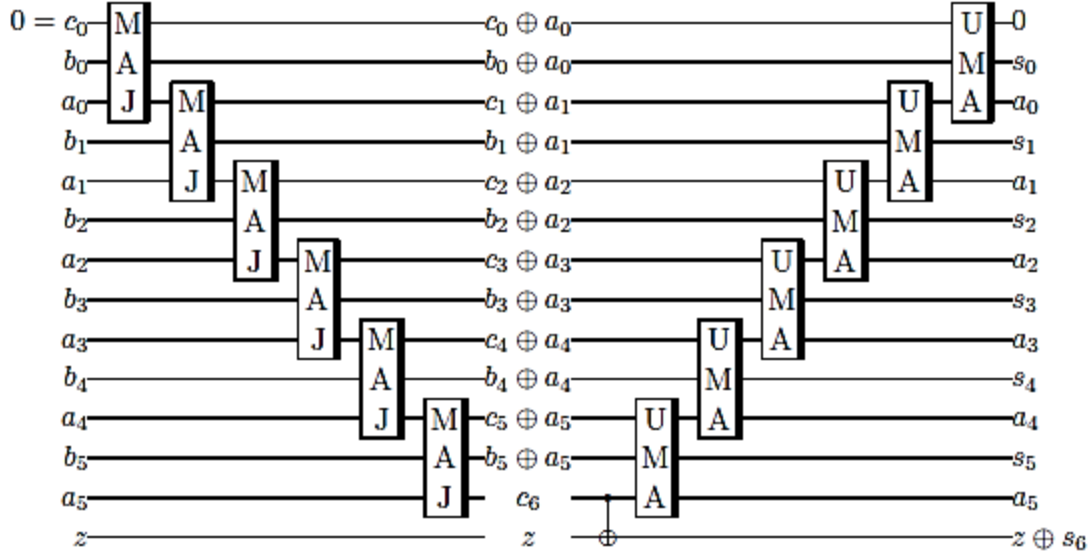 0 = c₀ M A J c₀ ⊕ a₀ U M A 0
b₀ b₀ ⊕ a₀ s₀
a₀ M A J c₁ ⊕ a₁ U M A a₀
b₁ b₁ ⊕ a₁ s₁
a₁ M A J c₂ ⊕ a₂ U M A a₁
b₂ b₂ ⊕ a₂ s₂
a₂ M A J c₃ ⊕ a₃ U M A a₂
b₃ b₃ ⊕ a₃ s₃
a₃ M A J c₄ ⊕ a₄ U M A a₃
b₄ b₄ ⊕ a₄ s₄
a₄ M A J c₅ ⊕ a₅ U M A a₄
b₅ b₅ ⊕ a₅ s₅
a₅ c₆ a₅
z z z ⊕ s₆